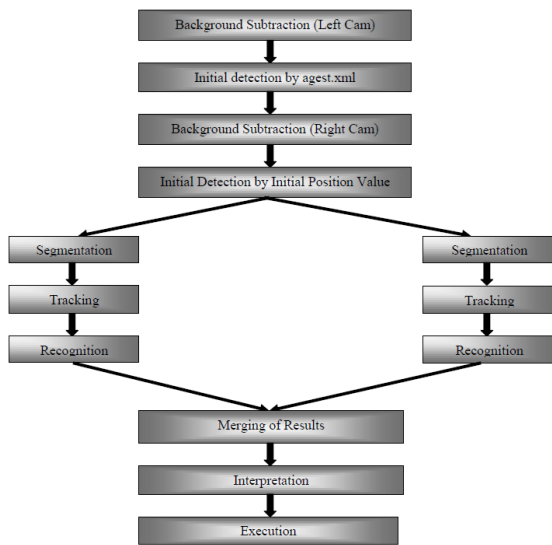 Background Subtraction (Left Cam)
Initial detection by agest.xml
Background Subtraction (Right Cam)
Initial Detection by Initial Position Value
Segmentation
Tracking
Recognition
Segmentation
Tracking
Recognition
Merging of Results
Interpretation
Execution